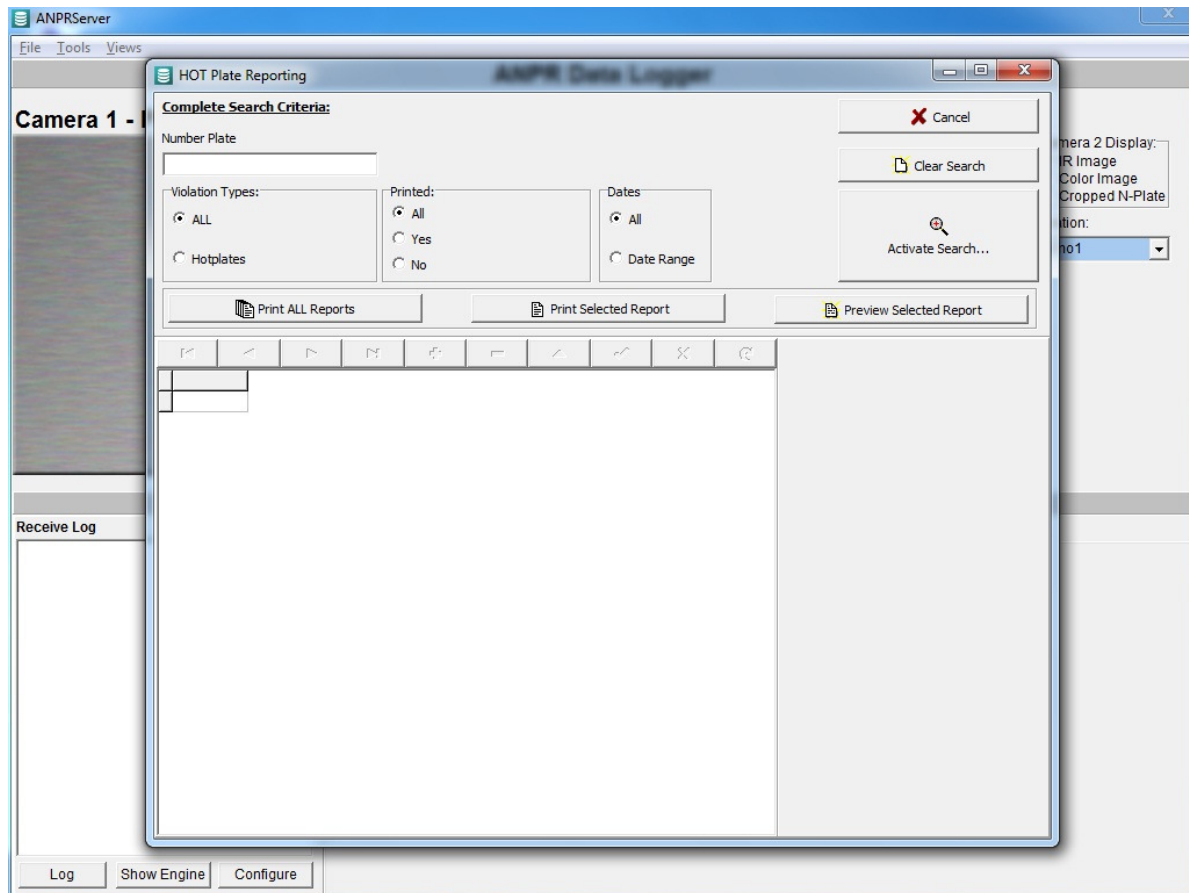 ANPRServer
File Tools Views
HOT Plate Reporting
ANPR Data Logger
Camera 1 -
Complete Search Criteria:
Number Plate
Violation Types:
ALL
Hotplates
Printed:
All
Yes
No
Dates
All
Date Range
Cancel
Clear Search
Activate Search...
Print ALL Reports
Print Selected Report
Preview Selected Report
mera 2 Display:
IR Image
Color Image
Cropped N-Plate
tion:
no1
Receive Log
Log
Show Engine
Configure